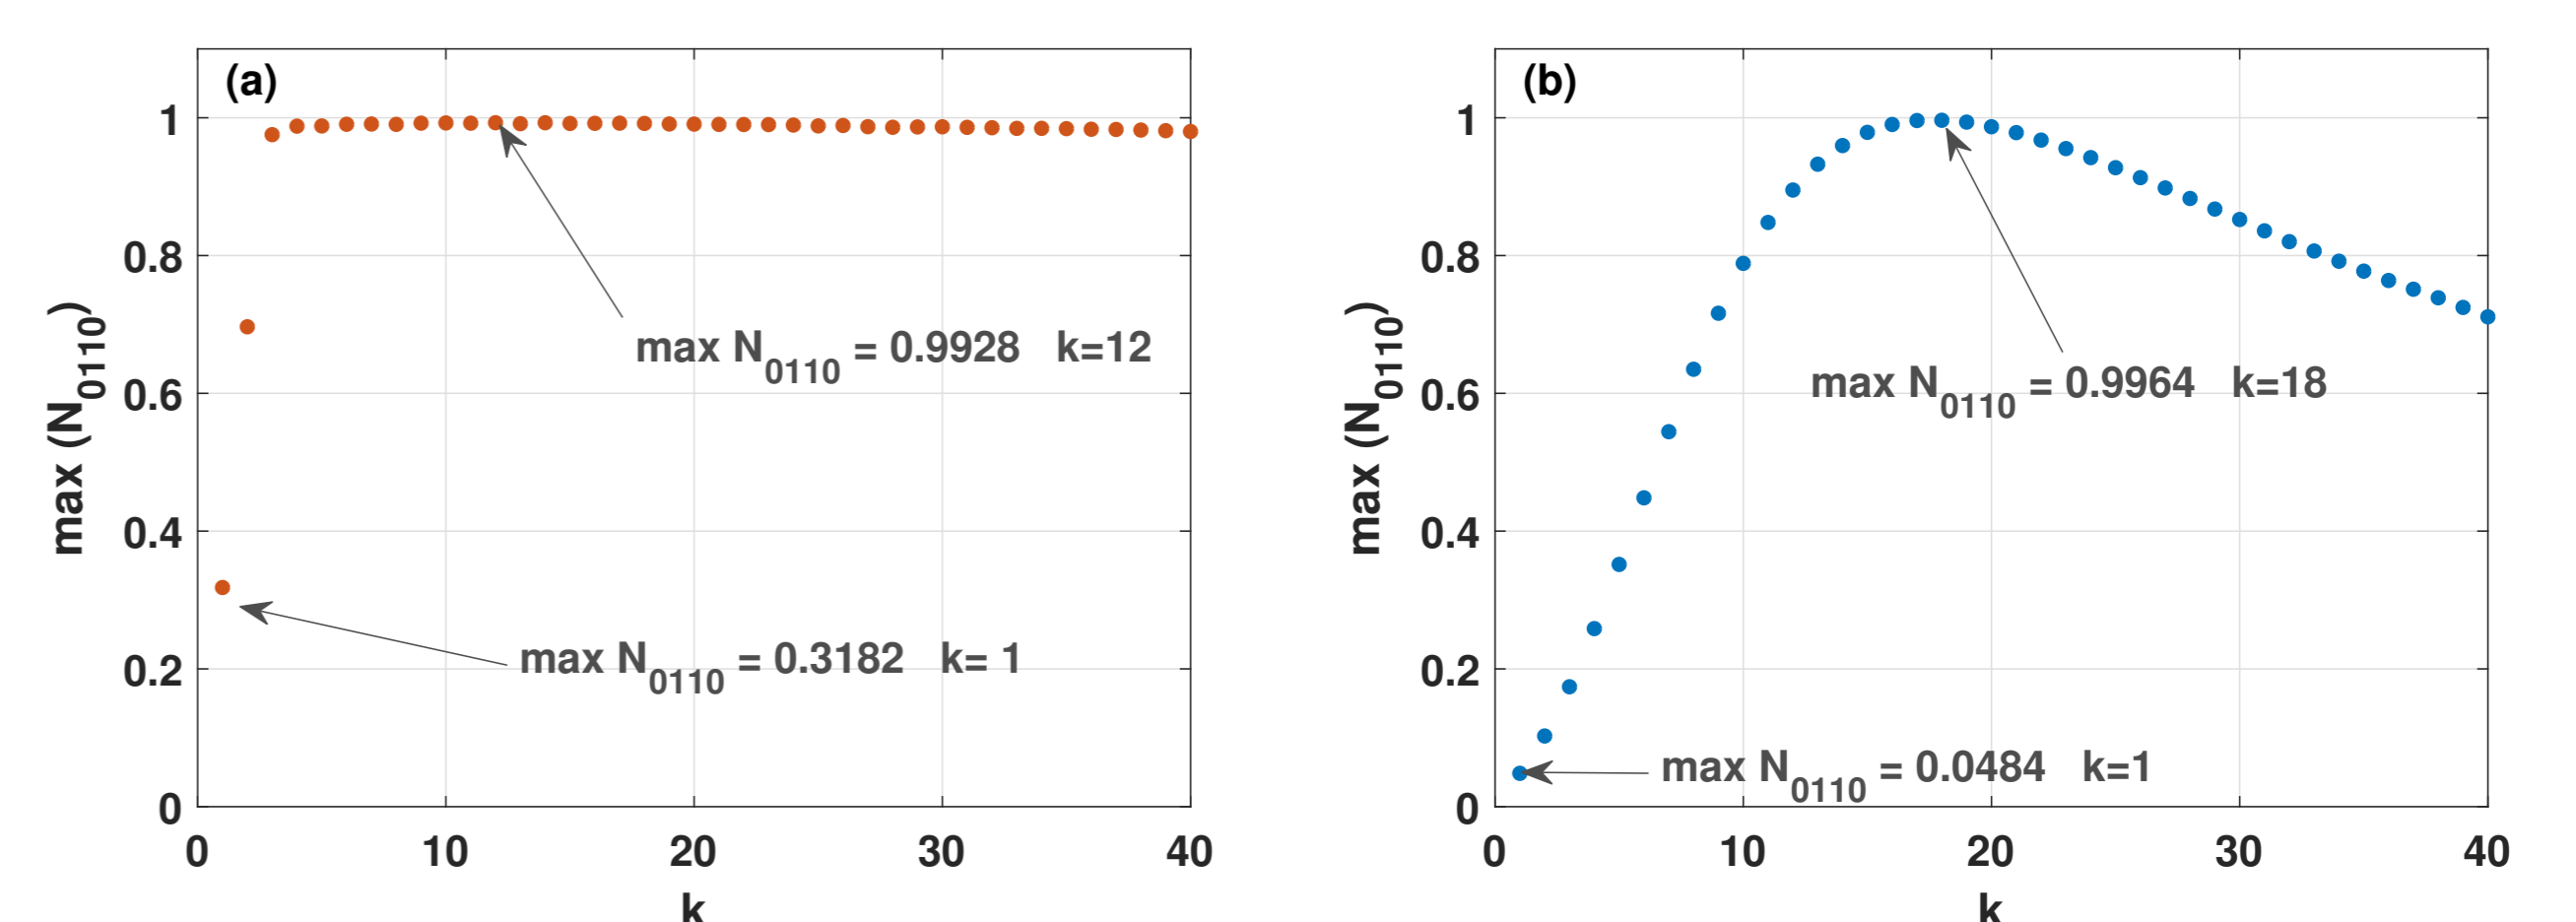 (a)
max (N0110)
1
0.8
0.6
0.4
0.2
0
0 10 20 30 40
k
max N0110 = 0.9928 k=12
max N0110 = 0.3182 k= 1
(b)
max (N0110)
1
0.8
0.6
0.4
0.2
0
0 10 20 30 40
k
max N0110 = 0.9964 k=18
max N0110 = 0.0484 k=1